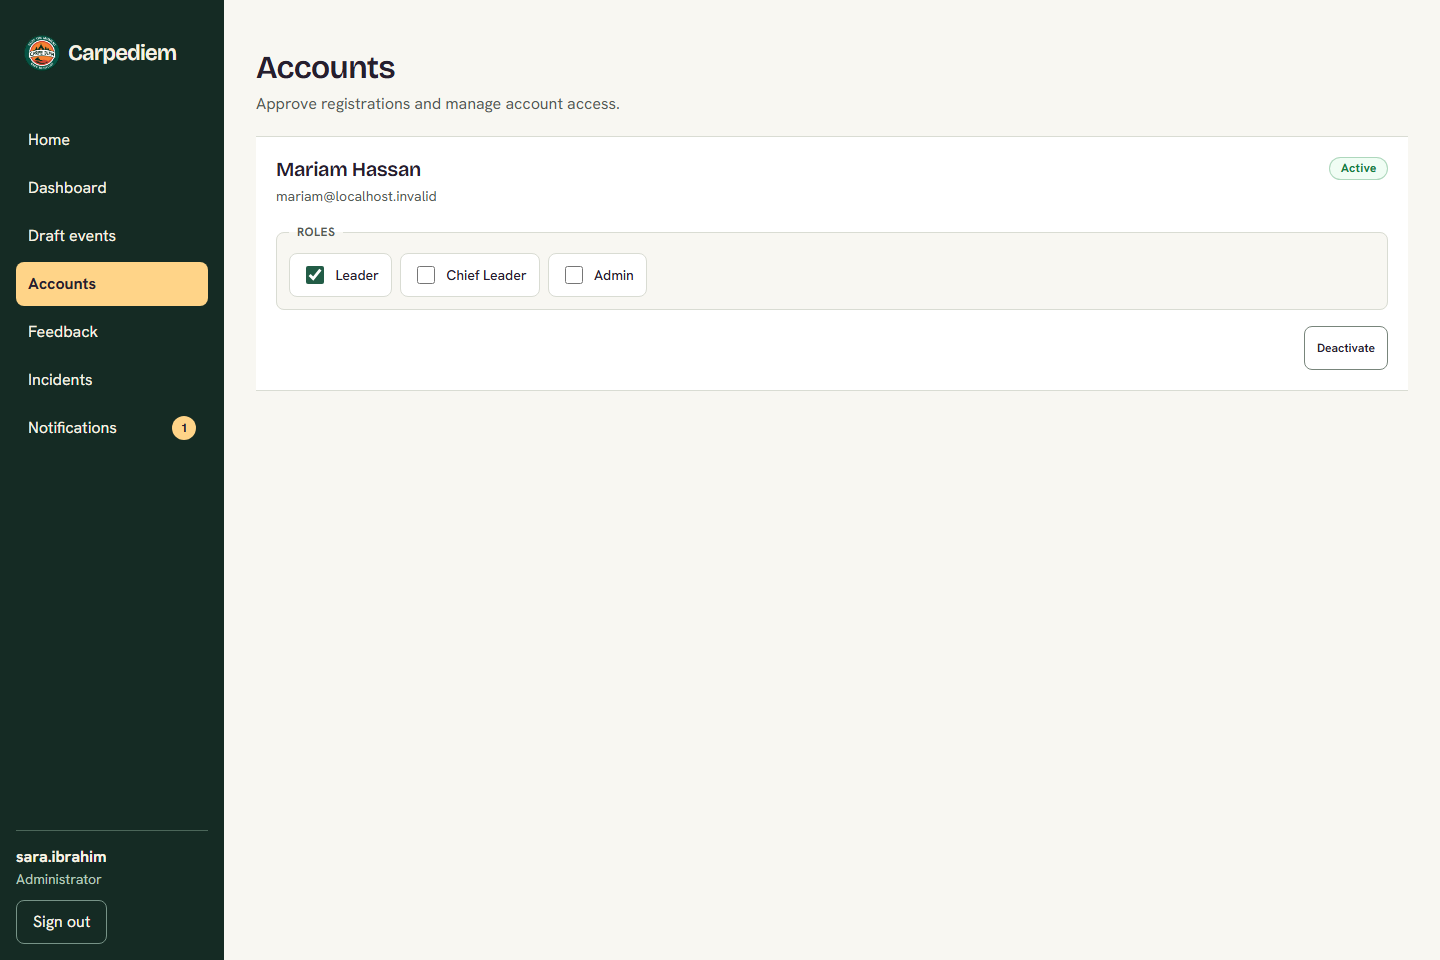 Carpediem
Home
Dashboard
Draft events
Accounts
Feedback
Incidents
Notifications 1
sara.ibrahim
Administrator
Sign out
Accounts
Approve registrations and manage account access.
Mariam Hassan
Active
mariam@localhost.invalid
ROLES
Leader Chief Leader Admin
Deactivate